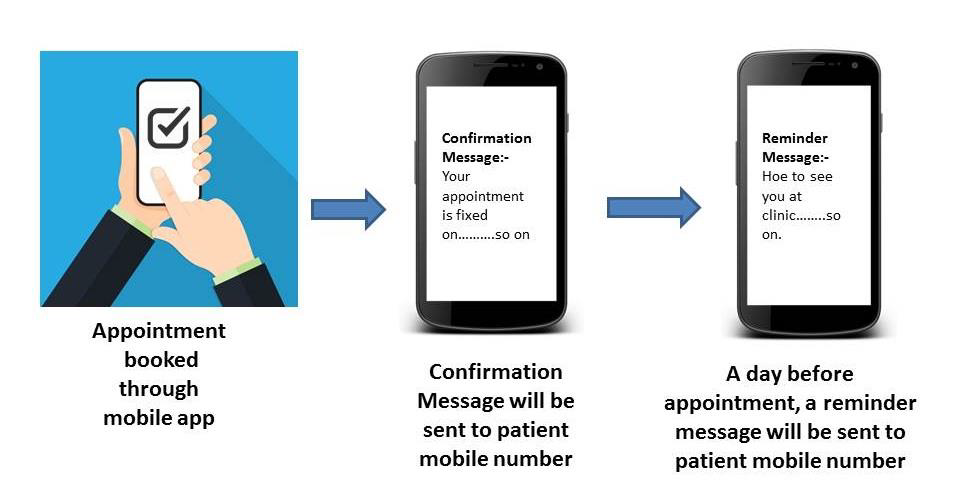 Confirmation
Message:-
Your
appointment
is fixed
on..........so on
Reminder
Message:-
Hoe to see
you at
clinic........so
on.
Appointment
booked
through
mobile app
Confirmation
Message will be
sent to patient
mobile number
A day before
appointment, a reminder
message will be sent to
patient mobile number